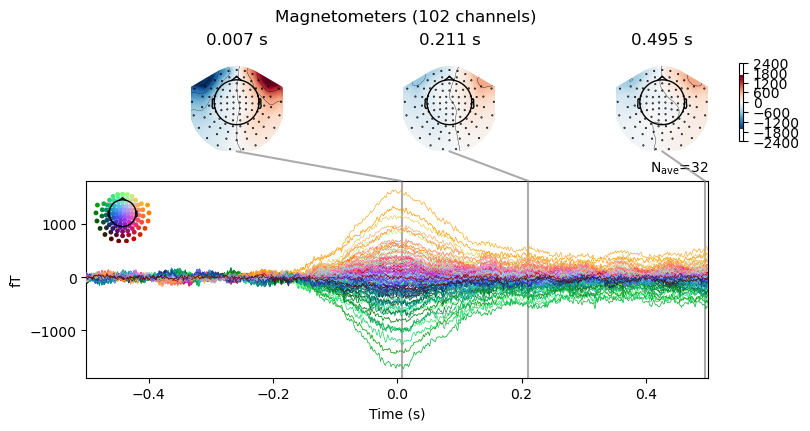 Magnetometers (102 channels)
0.007 s
0.211 s
0.495 s
2400
1800
1200
600
0
−600
−1200
−1800
−2400
Nave=32
1000
0
−1000
fT
−0.4
−0.2
0.0
0.2
0.4
Time (s)